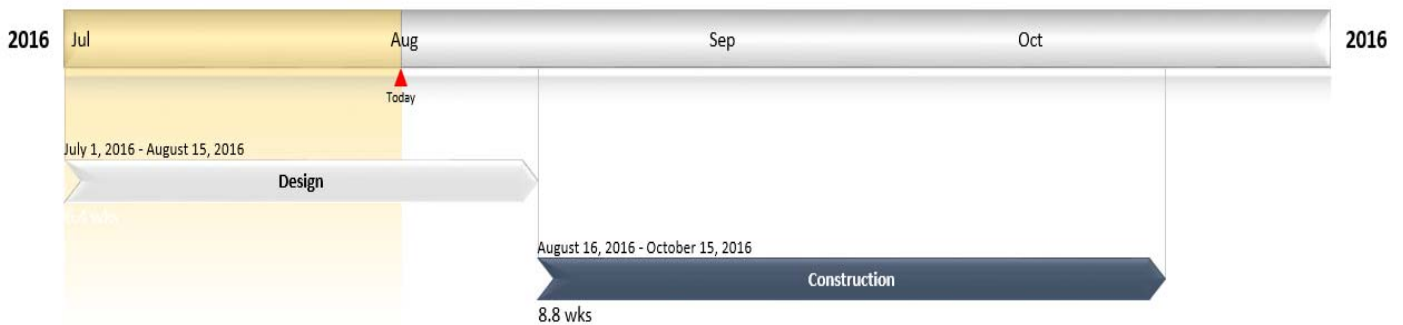 2016 Jul Aug Sep Oct 2016
Today
July 1, 2016 - August 15, 2016
Design
wks
August 16, 2016 - October 15, 2016
Construction
8.8 wks